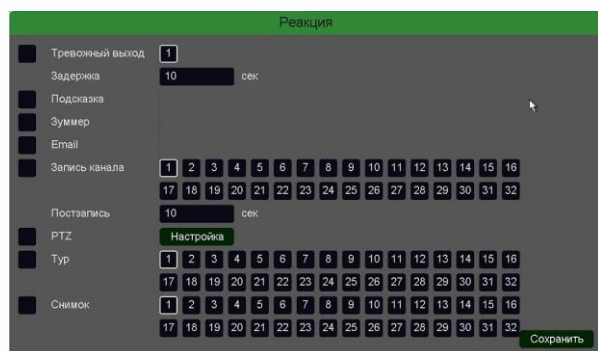 Реакция
Тревожный выход 1
Задержка 10 сек
Подсказка
Зуммер
Email
Запись канала 1 2 3 4 5 6 7 8 9 10 11 12 13 14 15 16
17 18 19 20 21 22 23 24 25 26 27 28 29 30 31 32
Постзапись 10 сек
PTZ Настройка
Тур 1 2 3 4 5 6 7 8 9 10 11 12 13 14 15 16
17 18 19 20 21 22 23 24 25 26 27 28 29 30 31 32
Снимок 1 2 3 4 5 6 7 8 9 10 11 12 13 14 15 16
17 18 19 20 21 22 23 24 25 26 27 28 29 30 31 32
Сохранить